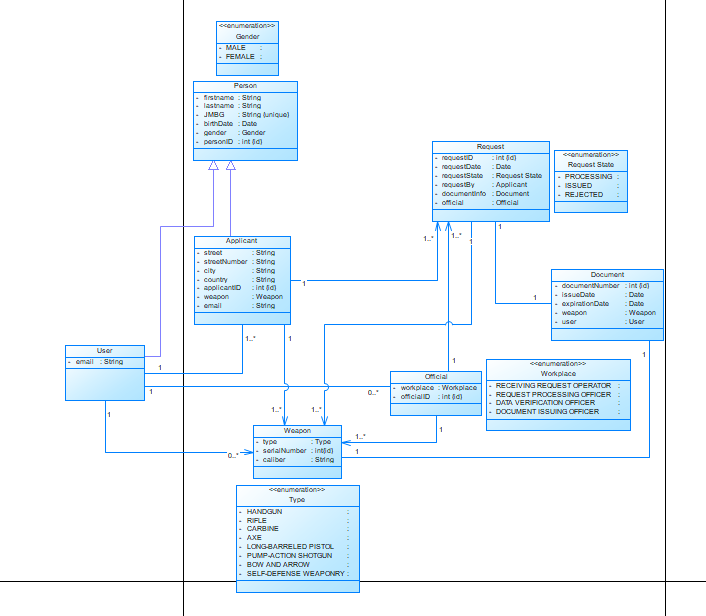 <<enumeration>>
Gender
- MALE :
- FEMALE :
Person
- firstname : String
- lastname : String
- JMBG : String (unique)
- birthDate : Date
- gender : Gender
- personID : int (id)
Request
- requestID : int (id)
- requestDate : Date
- requestState : Request State
- requestBy : Applicant
- documentInfo : Document
- official : Official
<<enumeration>>
Request State
- PROCESSING :
- ISSUED :
- REJECTED :
1..*
1..*
1
1
Applicant
- street : String
- streetNumber : String
- city : String
- country : String
- applicantID : int (id)
- weapon : Weapon
- email : String
1
1
Document
- documentNumber : int (id)
- issueDate : Date
- expirationDate : Date
- weapon : Weapon
- user : User
1..*
1
1
User
- email : String
1
1
1
Official
- workplace : Workplace
- officialID : int (id)
0..*
1
<<enumeration>>
Workplace
- RECEIVING REQUEST OPERATOR :
- REQUEST PROCESSING OFFICER :
- DATA VERIFICATION OFFICER :
- DOCUMENT ISSUING OFFICER :
1
1..*
1..*
1
1..*
0..*
1
Weapon
- type : Type
- serialNumber : int(id)
- caliber : String
<<enumeration>>
Type
- HANDGUN :
- RIFLE :
- CARBINE :
- AXE :
- LONG-BARRELED PISTOL :
- PUMP-ACTION SHOTGUN :
- BOW AND ARROW :
- SELF-DEFENSE WEAPONRY :